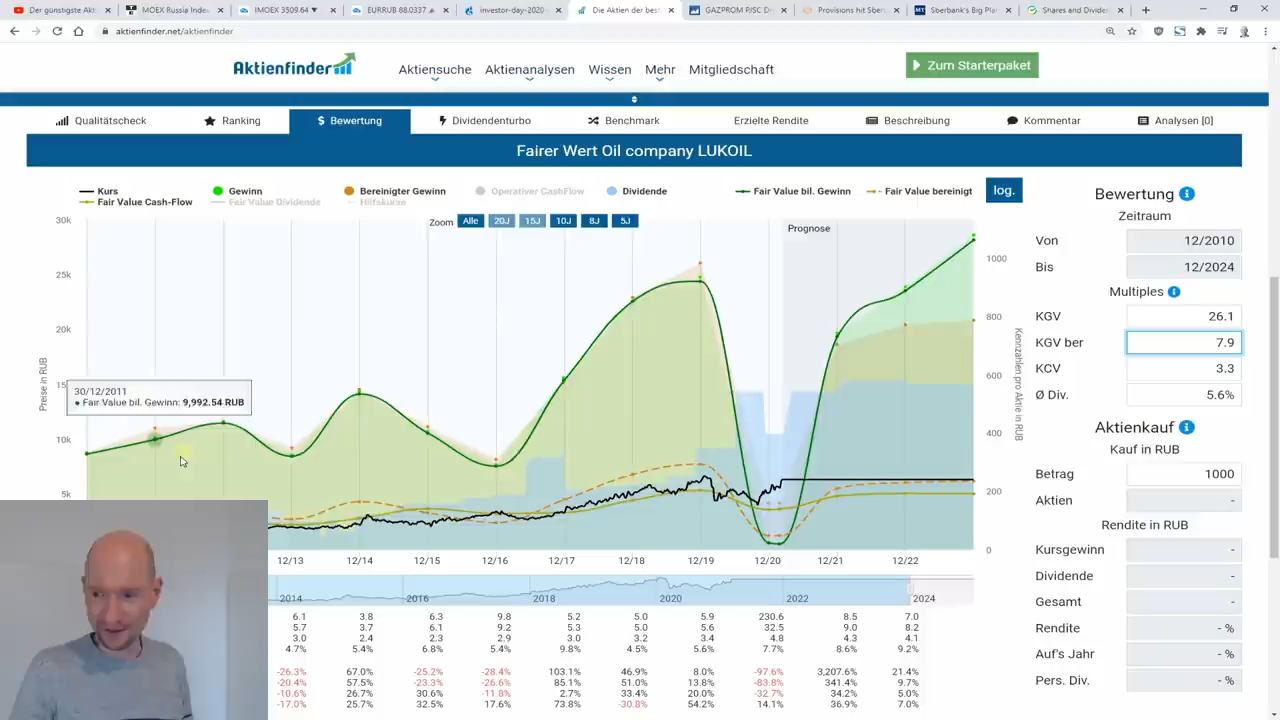 Der günstigste Akt
MOEX Russia Index
IMOEX 3509.64 ▼
EURRUB 88.0337 ▲
investor-day-2020-
Die Aktien der best
GAZPROM PJSC D
Provisions hit Sber
Sberbank's Big Pla
Shares and Divide
aktienfinder.net/aktienfinder
Aktienfinder
Aktiensuche
Aktienanalysen
Wissen
Mehr
Mitgliedschaft
Zum Starterpaket
Qualitätscheck
Ranking
Bewertung
Dividendenturbo
Benchmark
Erzielte Rendite
Beschreibung
Kommentar
Analysen [0]
Fairer Wert Oil company LUKOIL
Kurs
Gewinn
Bereinigter Gewinn
Operativer CashFlow
Dividende
Fair Value bil. Gewinn
Fair Value bereinigt
Fair Value Cash-Flow
Fair Value Dividende
Hilfskurse
log.
Zoom Alle 20J 15J 10J 8J 5J
Prognose
30k
25k
20k
15
10k
5k
Preise in RUB
1000
800
600
400
200
0
Kennzahlen pro Aktie in RUB
30/12/2011
● Fair Value bil. Gewinn: 9,992.54 RUB
12/13 12/14 12/15 12/16 12/17 12/18 12/19 12/20 12/21 12/22
2014 2016 2018 2020 2022 2024
6.1 3.8 6.3 9.8 5.2 5.0 5.9 230.6 8.5 7.0
5.7 3.7 6.1 9.2 5.3 5.0 5.6 32.5 9.0 8.2
3.0 2.4 2.3 2.9 3.0 3.2 3.4 4.8 4.3 4.1
4.7% 5.4% 6.8% 5.4% 9.8% 4.5% 5.6% 7.7% 8.6% 9.2%
-26.3% 67.0% -25.2% -28.4% 103.1% 46.9% 8.0% -97.6% 3,207.6% 21.4%
-20.4% 57.5% -23.3% -26.6% 85.1% 51.0% 13.8% -83.8% 341.4% 9.7%
-10.6% 26.7% 30.6% -11.8% 2.7% 33.4% 20.0% -32.7% 34.2% 5.0%
-17.0% 25.7% 32.5% 17.6% 73.8% -30.8% 54.2% 14.1% 36.9% 7.0%
Bewertung
Zeitraum
Von 12/2010
Bis 12/2024
Multiples
KGV 26.1
KGV ber 7.9
KCV 3.3
Ø Div. 5.6%
Aktienkauf
Kauf in RUB
Betrag 1000
Aktien -
Rendite in RUB
Kursgewinn -
Dividende -
Gesamt -
Rendite - %
Auf's Jahr - %
Pers. Div. - %